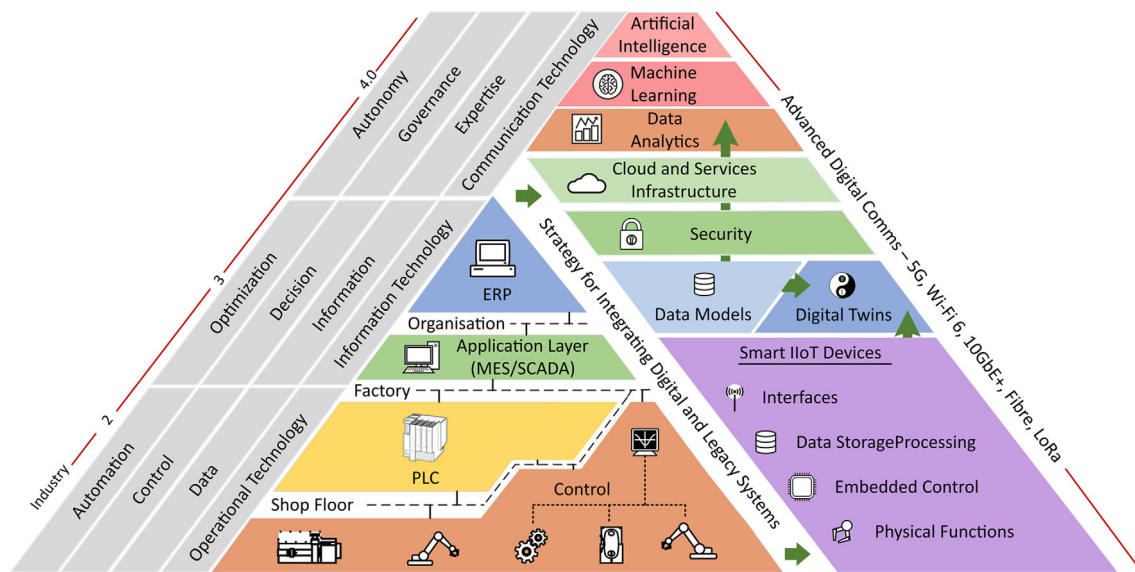 Artificial
Intelligence
Machine
Learning
Data
Analytics
Cloud and Services
Infrastructure
Security
Data Models
Digital Twins
Smart IIoT Devices
Interfaces
Data StorageProcessing
Embedded Control
Physical Functions
Advanced Digital Comms – 5G, Wi-Fi 6, 10GbE+, Fibre, LoRa
Strategy for Integrating Digital and Legacy Systems
ERP
Organisation
Application Layer
(MES/SCADA)
Factory
PLC
Shop Floor
Control
Industry
2
3
4.0
Autonomy
Governance
Expertise
Communication Technology
Optimization
Decision
Information
Information Technology
Automation
Control
Data
Operational Technology